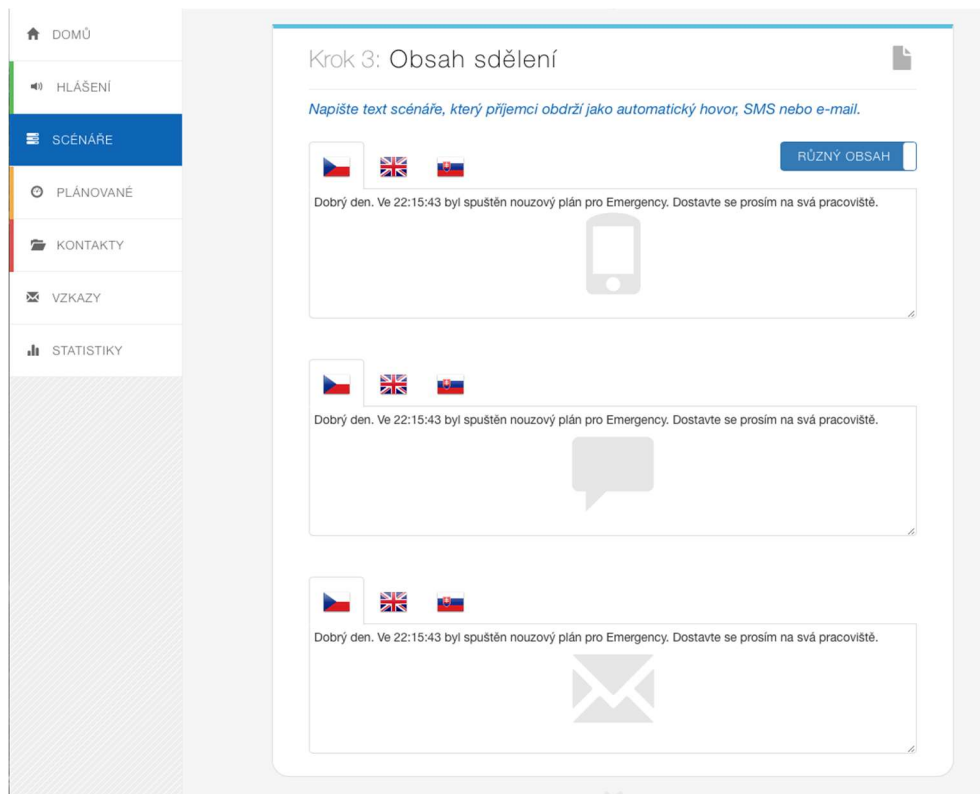 DOMŮ
HLÁŠENÍ
SCÉNÁŘE
PLÁNOVANÉ
KONTAKTY
VZKAZY
STATISTIKY
Krok 3: Obsah sdělení
Napište text scénáře, který příjemci obdrží jako automatický hovor, SMS nebo e-mail.
RŮZNÝ OBSAH
Dobrý den. Ve 22:15:43 byl spuštěn nouzový plán pro Emergency. Dostavte se prosím na svá pracoviště.
Dobrý den. Ve 22:15:43 byl spuštěn nouzový plán pro Emergency. Dostavte se prosím na svá pracoviště.
Dobrý den. Ve 22:15:43 byl spuštěn nouzový plán pro Emergency. Dostavte se prosím na svá pracoviště.